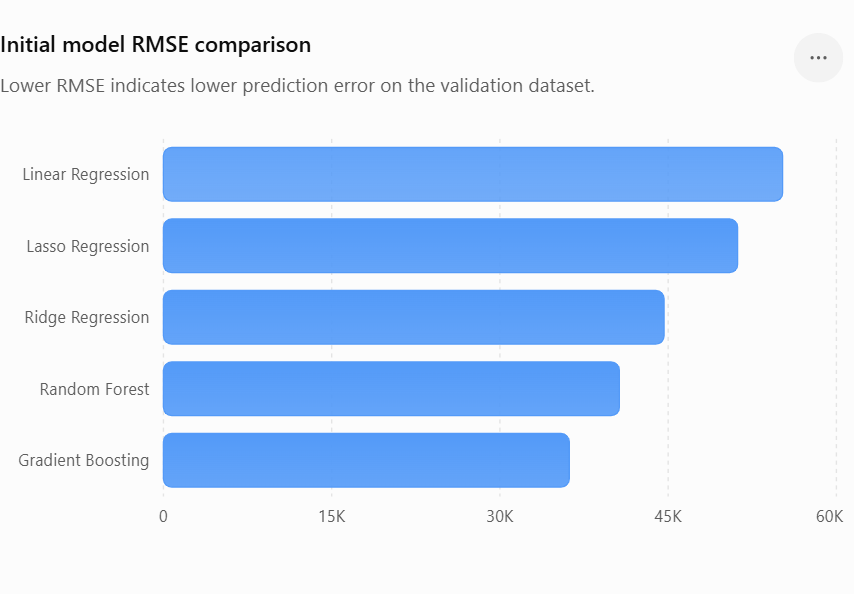 Initial model RMSE comparison
Lower RMSE indicates lower prediction error on the validation dataset.
Linear Regression
Lasso Regression
Ridge Regression
Random Forest
Gradient Boosting
0 15K 30K 45K 60K